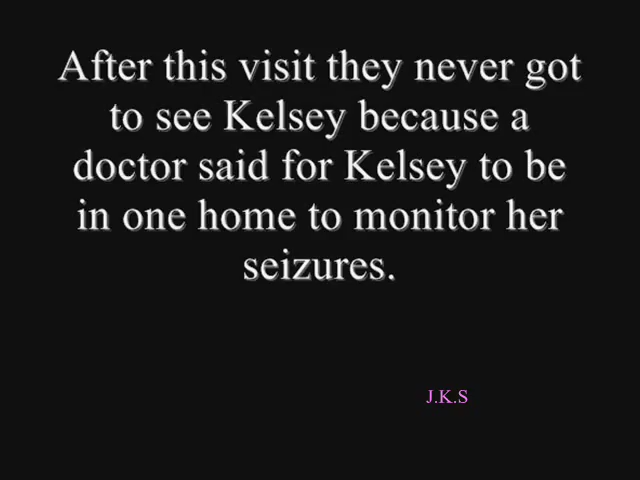 After this visit they never got
to see Kelsey because a
doctor said for Kelsey to be
in one home to monitor her
seizures.
J.K.S